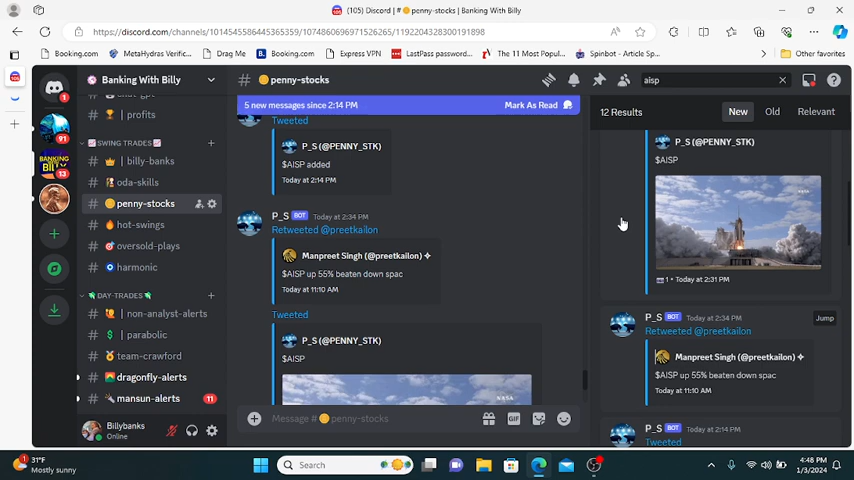 (105) Discord | # penny-stocks | Banking With Billy
https://discord.com/channels/1014545586445365359/1074860696971526265/1192204328300191898
Booking.com
MetaHydras Verific...
Drag Me
Booking.com
Express VPN
LastPass password...
The 11 Most Popul...
Spinbot - Article Sp...
Other favorites
Banking With Billy
profits
SWING TRADES
billy-banks
oda-skills
penny-stocks
hot-swings
oversold-plays
harmonic
DAY-TRADES
non-analyst-alerts
parabolic
team-crawford
dragonfly-alerts
mansun-alerts
11
Billybanks
Online
1
91
BANKING
BILLY
13
penny-stocks
5 new messages since 2:14 PM
Mark As Read
Tweeted
P_S (@PENNY_STK)
$AISP added
Today at 2:14 PM
P_S BOT Today at 2:34 PM
Retweeted @preetkailon
Manpreet Singh (@preetkailon)
$AISP up 55% beaten down spac
Today at 11:10 AM
Tweeted
P_S (@PENNY_STK)
$AISP
NASA
Message # penny-stocks
GIF
aisp
12 Results
New
Old
Relevant
P_S (@PENNY_STK)
$AISP
1 • Today at 2:31 PM
P_S BOT Today at 2:34 PM
Jump
Retweeted @preetkailon
Manpreet Singh (@preetkailon)
$AISP up 55% beaten down spac
Today at 11:10 AM
P_S BOT Today at 2:14 PM
Tweeted
31°F
Mostly sunny
Search
4:48 PM
1/3/2024